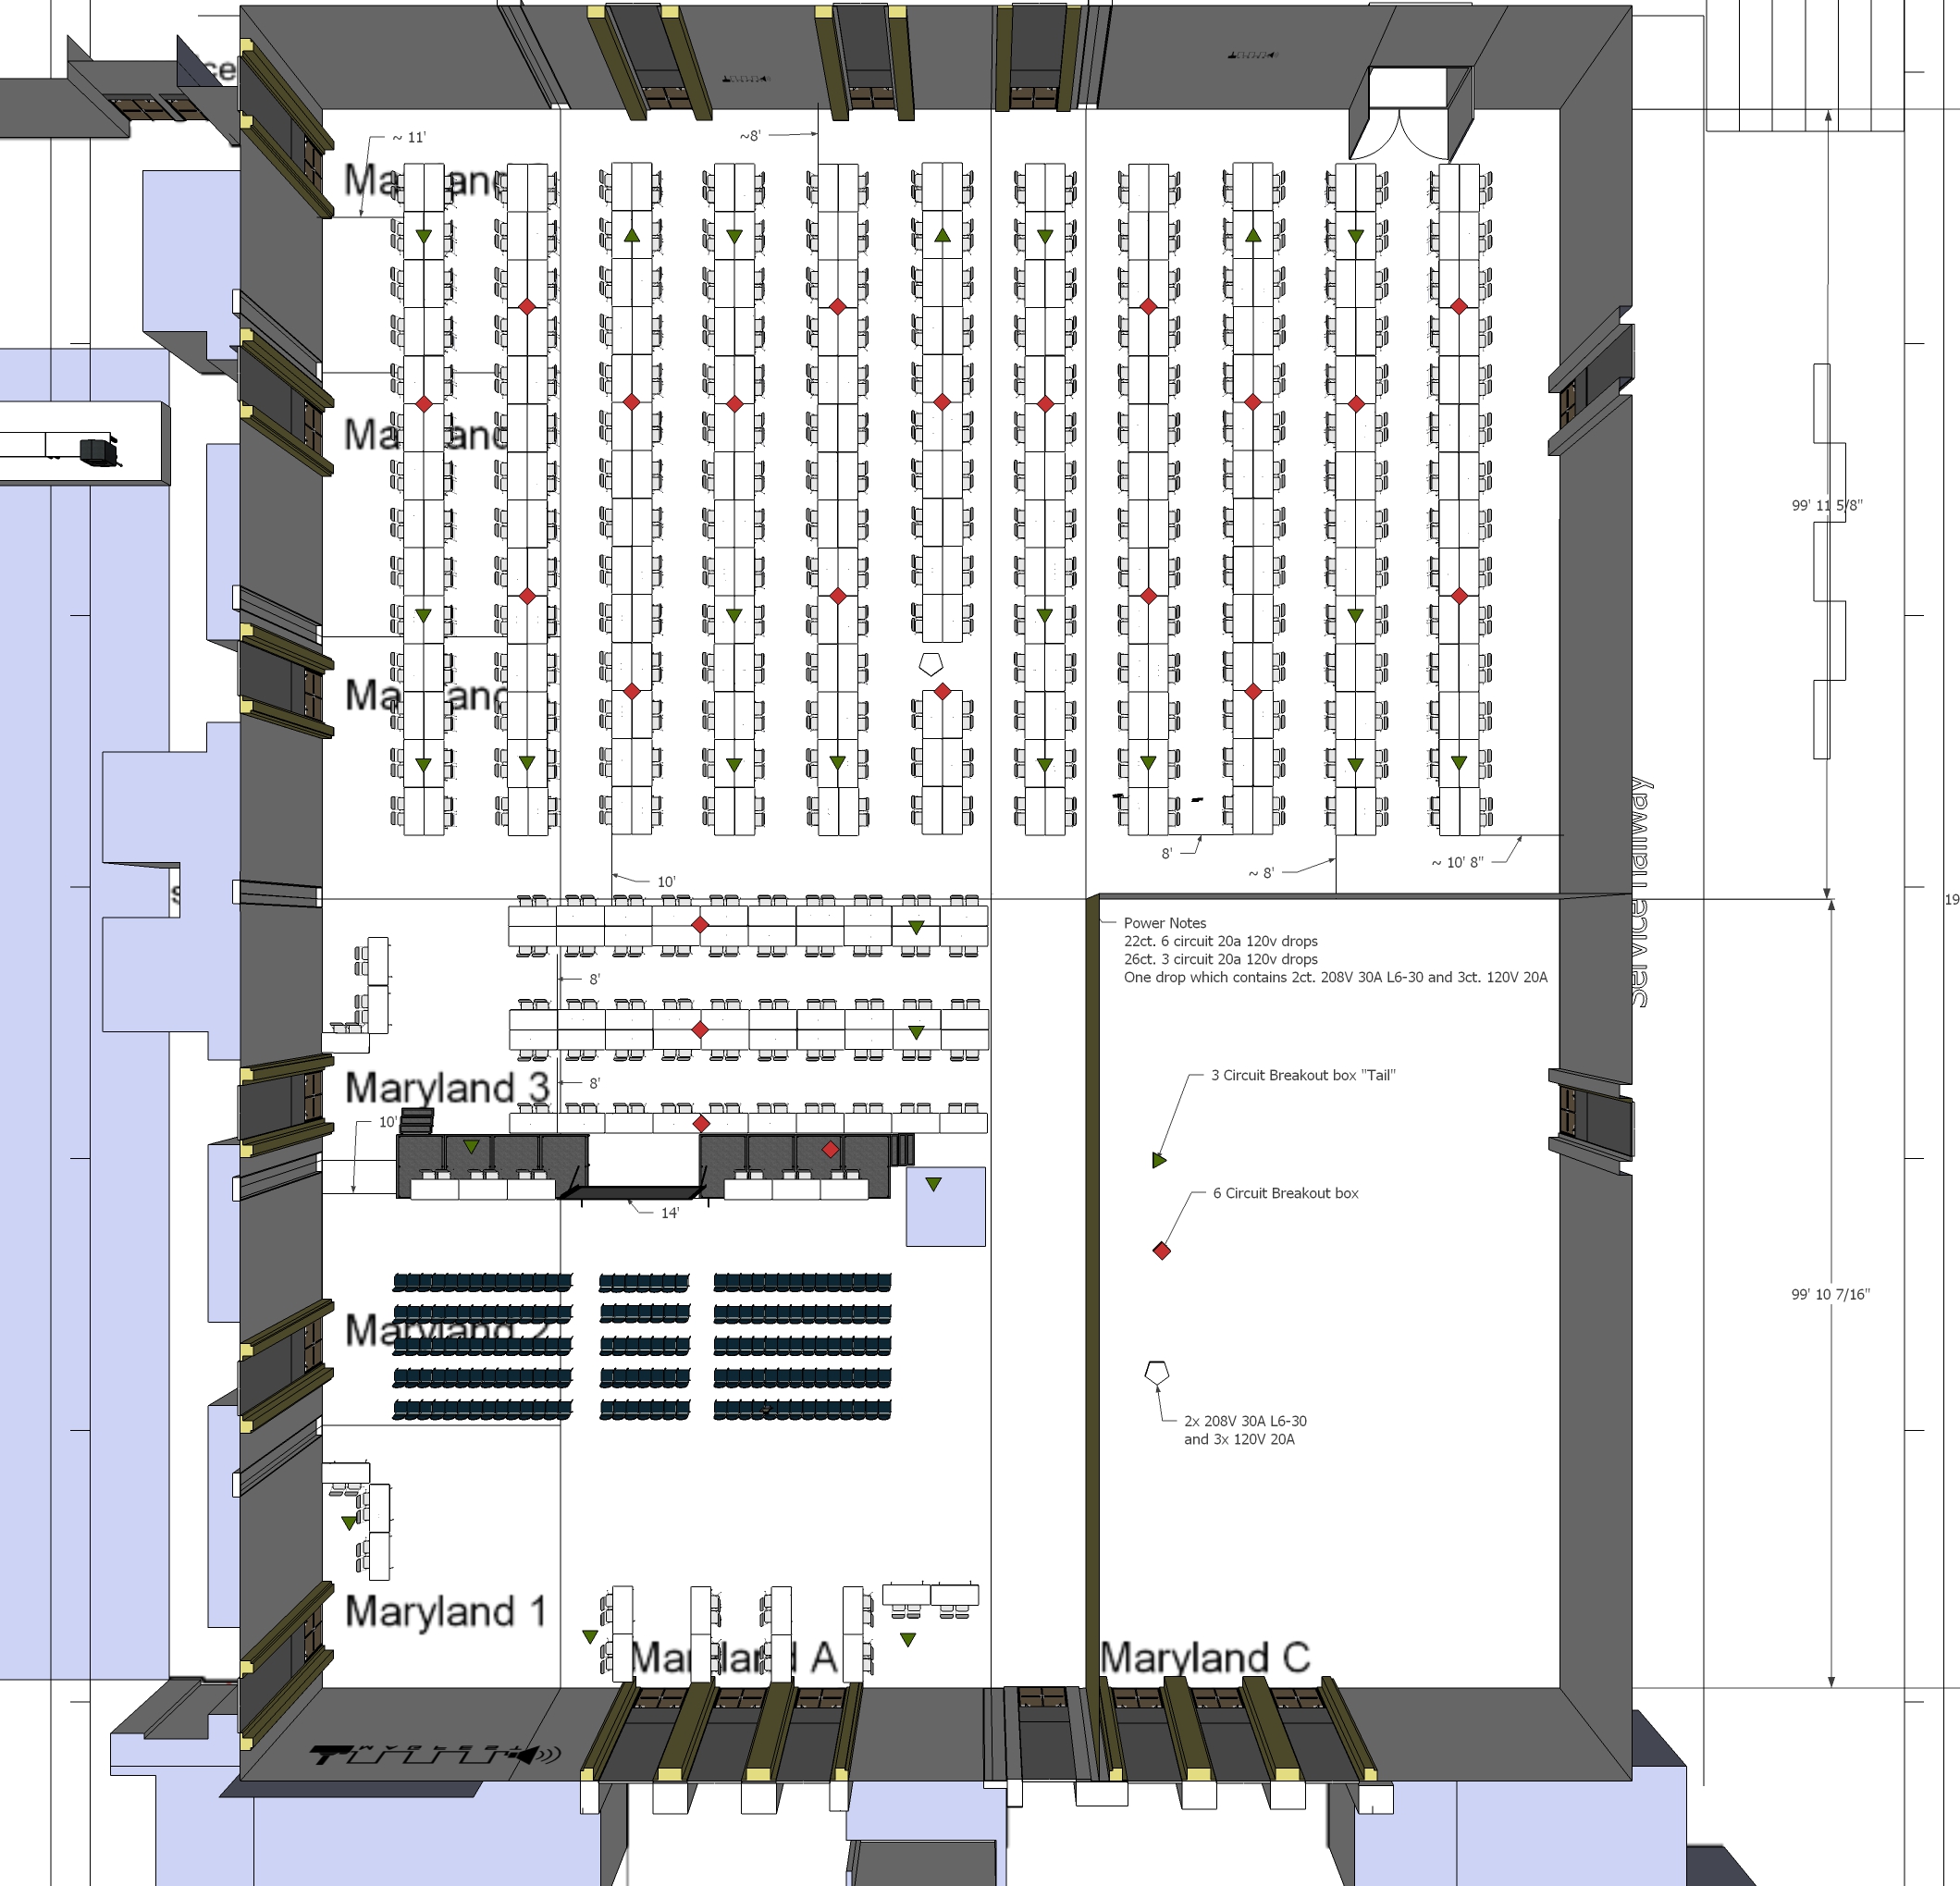 ce
~ 11'
~8'
Ma and
Ma and
99' 11 5/8"
Ma and
8'
~ 8'
~ 10' 8"
10'
19
Power Notes
22ct. 6 circuit 20a 120v drops
26ct. 3 circuit 20a 120v drops
One drop which contains 2ct. 208V 30A L6-30 and 3ct. 120V 20A
Service Hallway
8'
8'
Maryland 3
3 Circuit Breakout box "Tail"
10'
6 Circuit Breakout box
14'
99' 10 7/16"
Maryland 2
2x 208V 30A L6-30
and 3x 120V 20A
Maryland 1
Maryland A
Maryland C